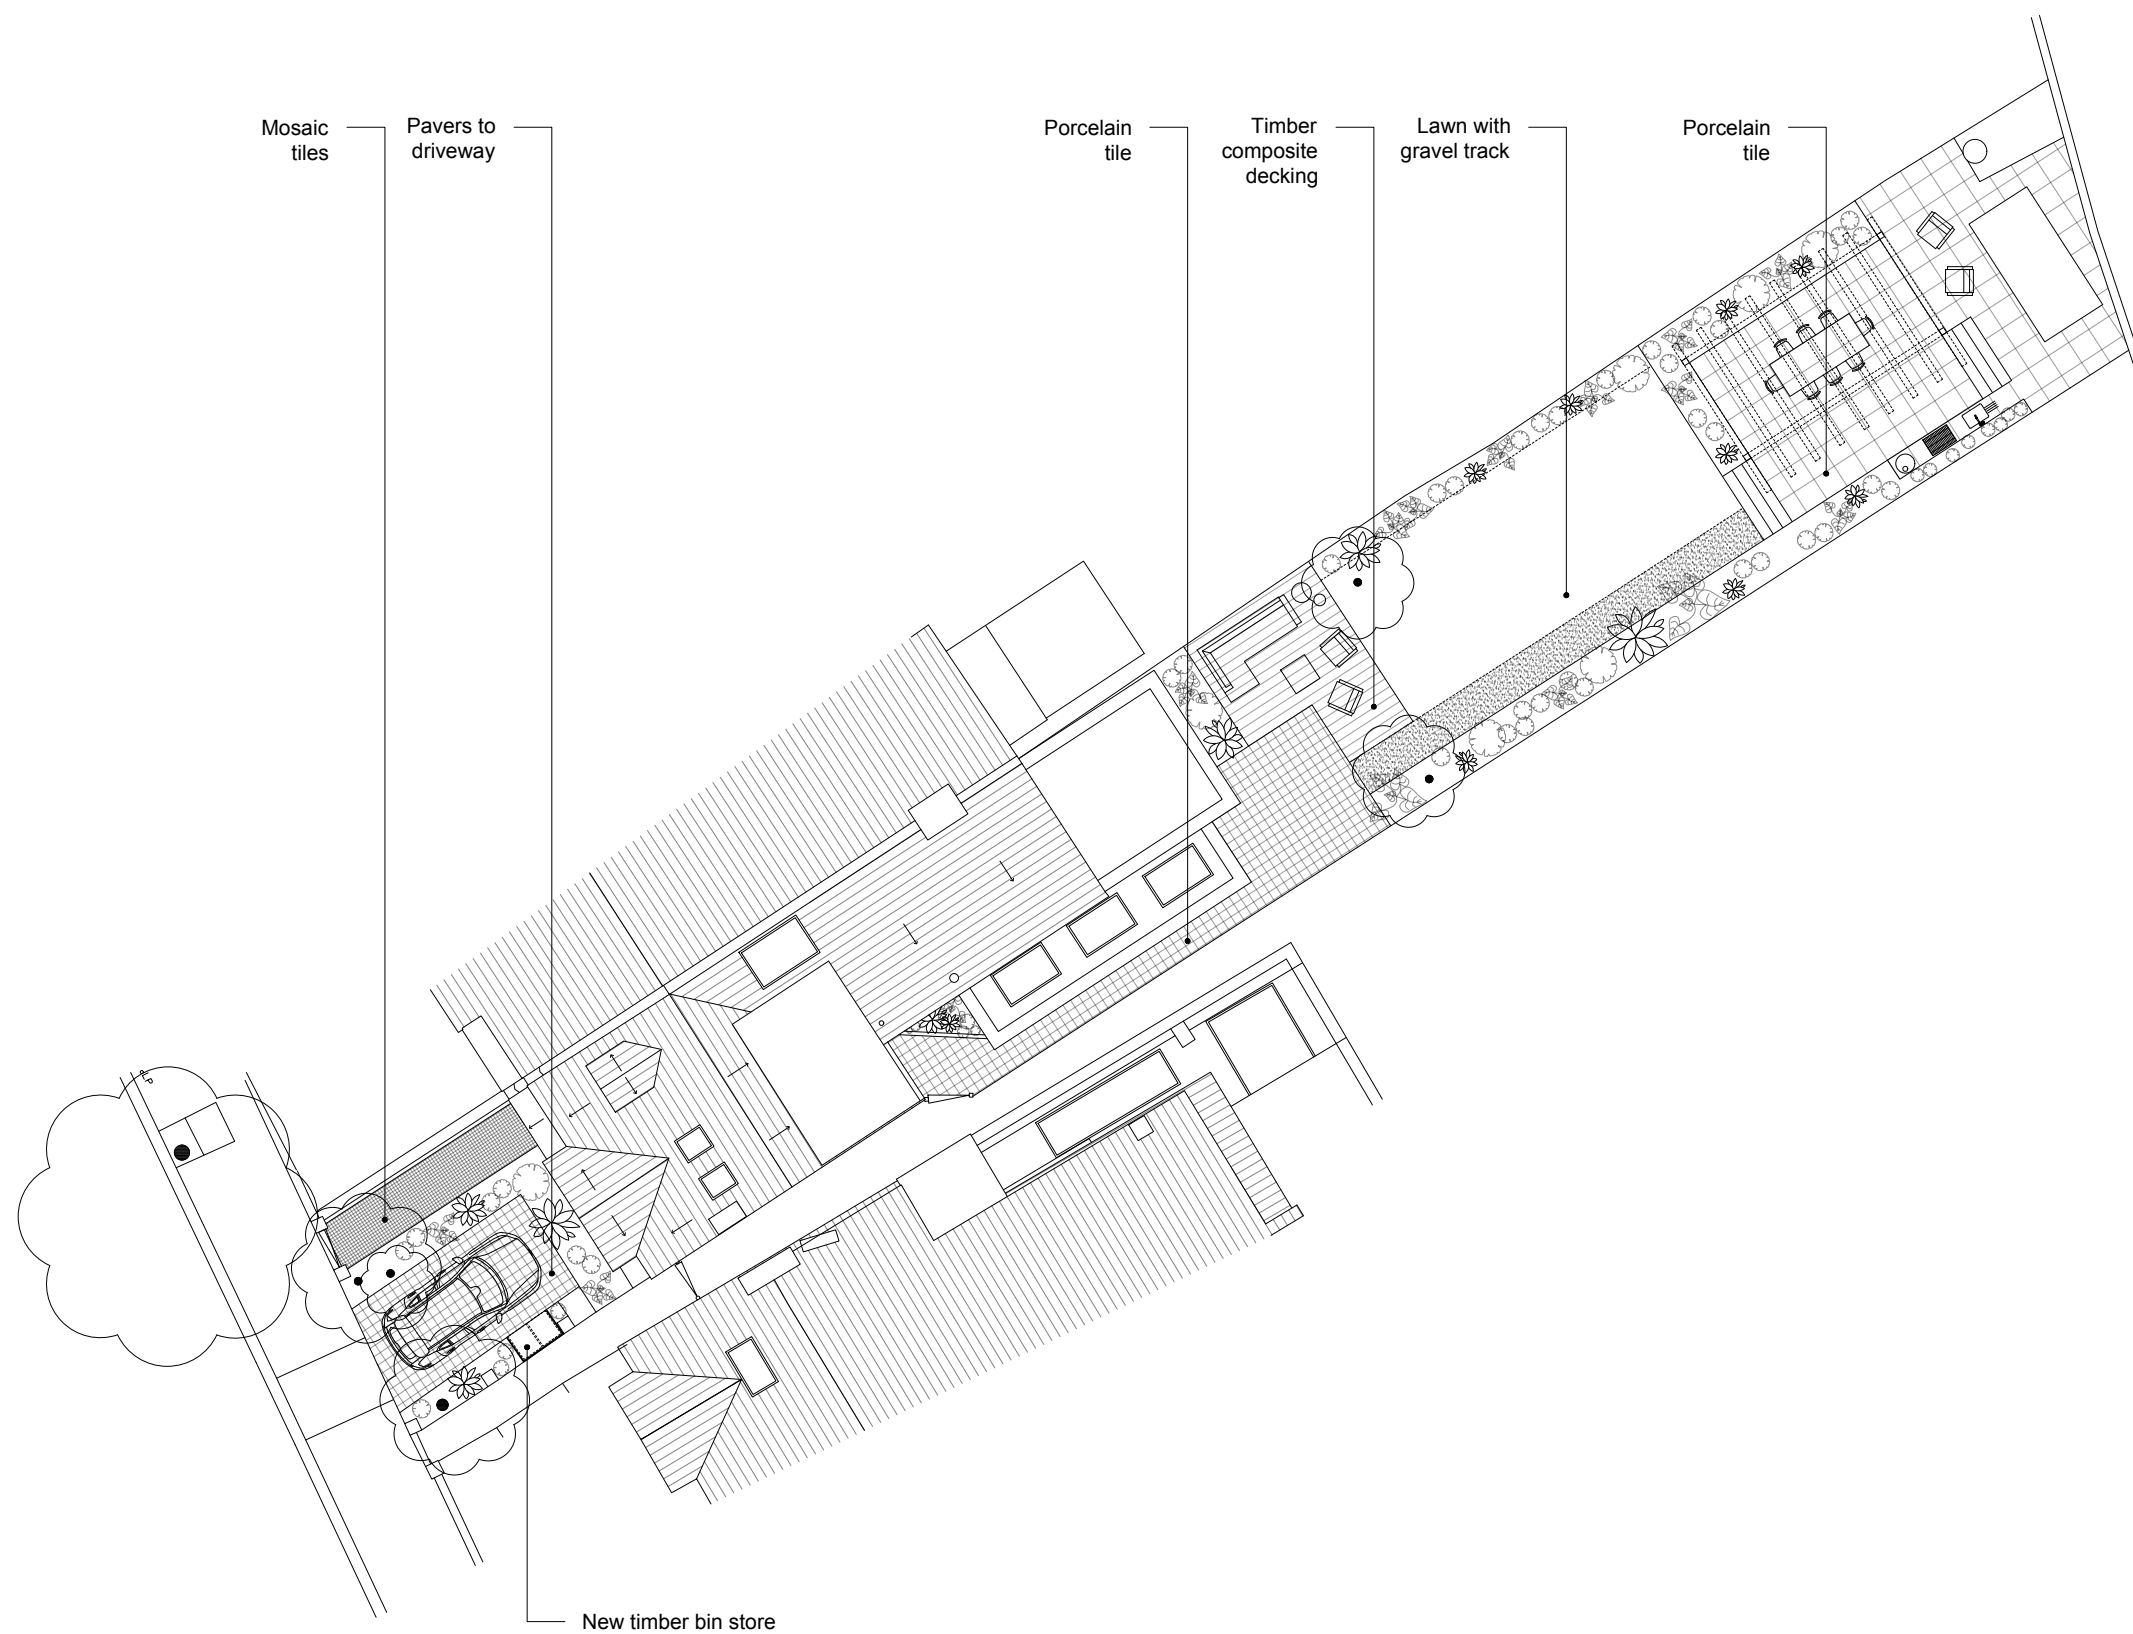 Mosaic
tiles
Pavers to
driveway
Porcelain
tile
Timber
composite
decking
Lawn with
gravel track
Porcelain
tile
LP
New timber bin store